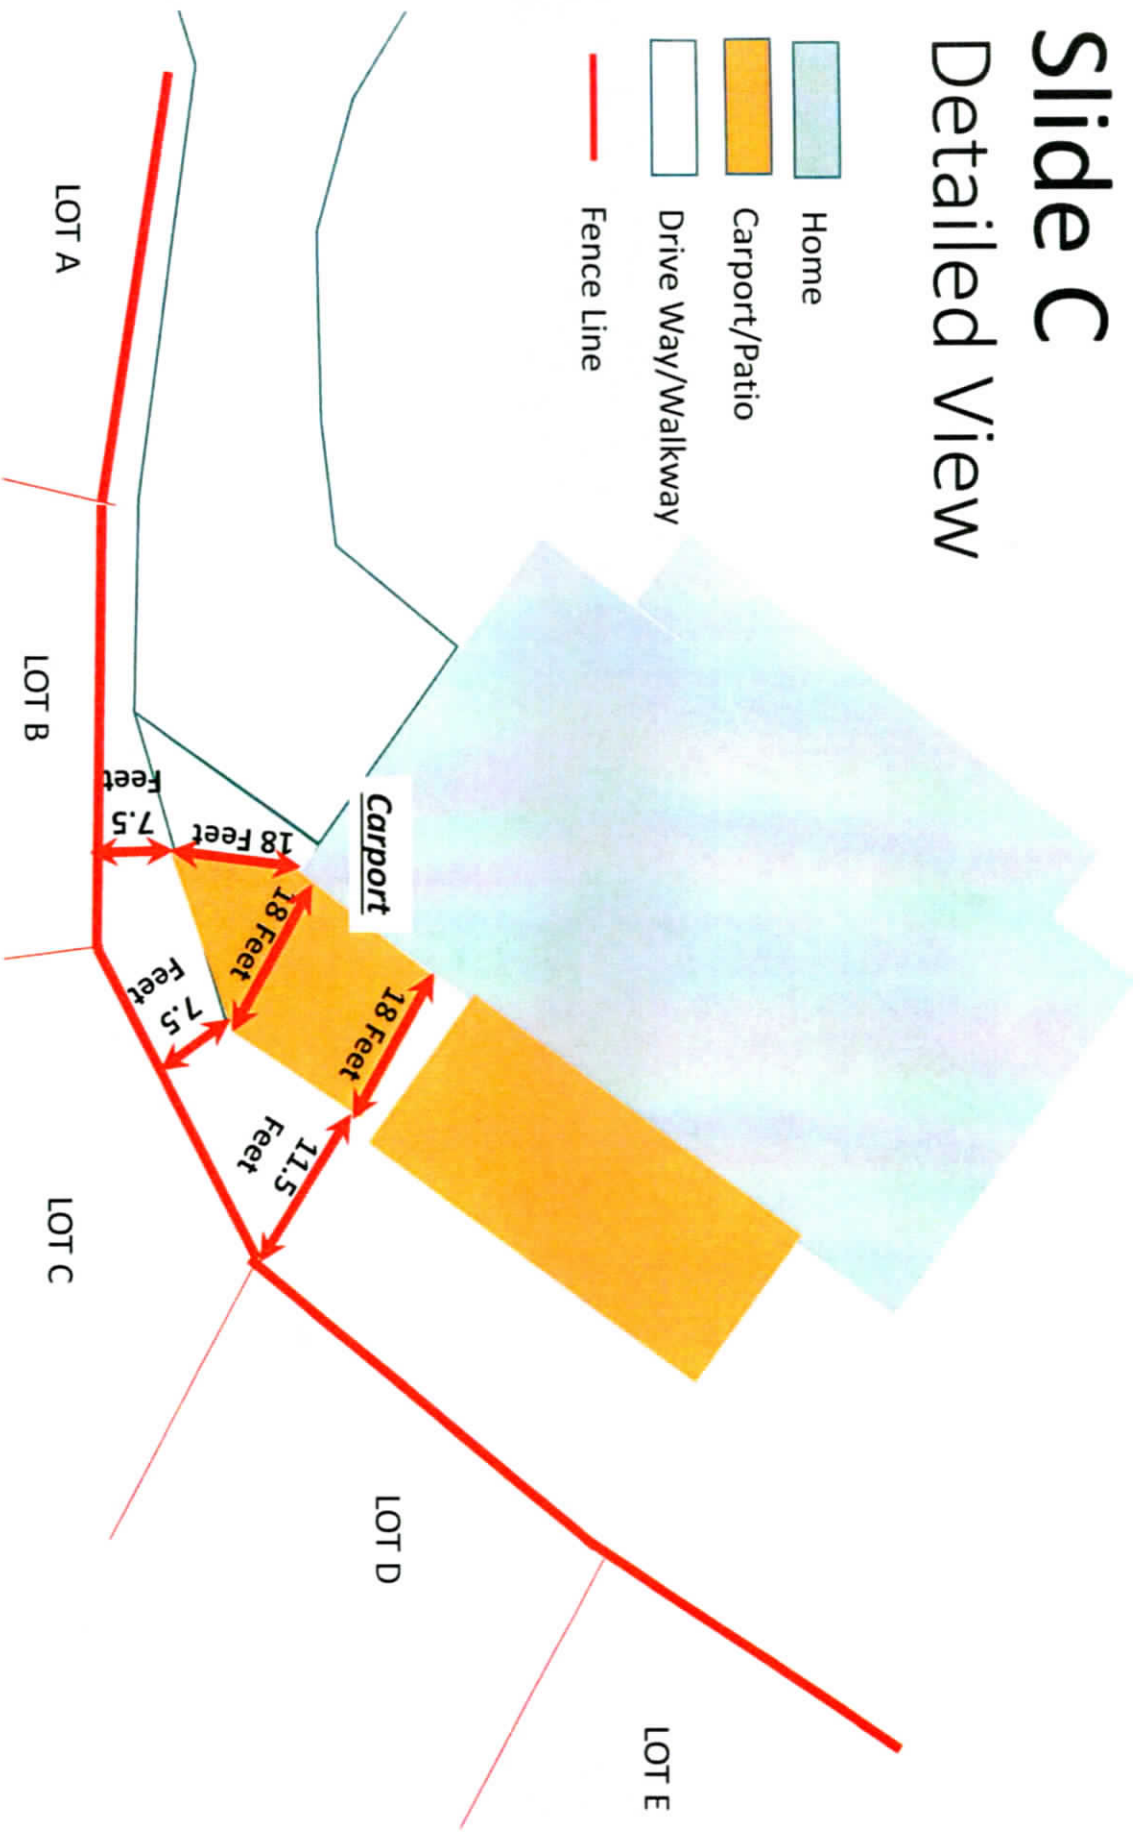 Slide C
Detailed View
Home
Carport/Patio
Drive Way/Walkway
Fence Line
Carport
18 Feet
18 Feet
18 Feet
7.5
Feet
7.5
Feet
11.5
Feet
LOT A
LOT B
LOT C
LOT D
LOT E